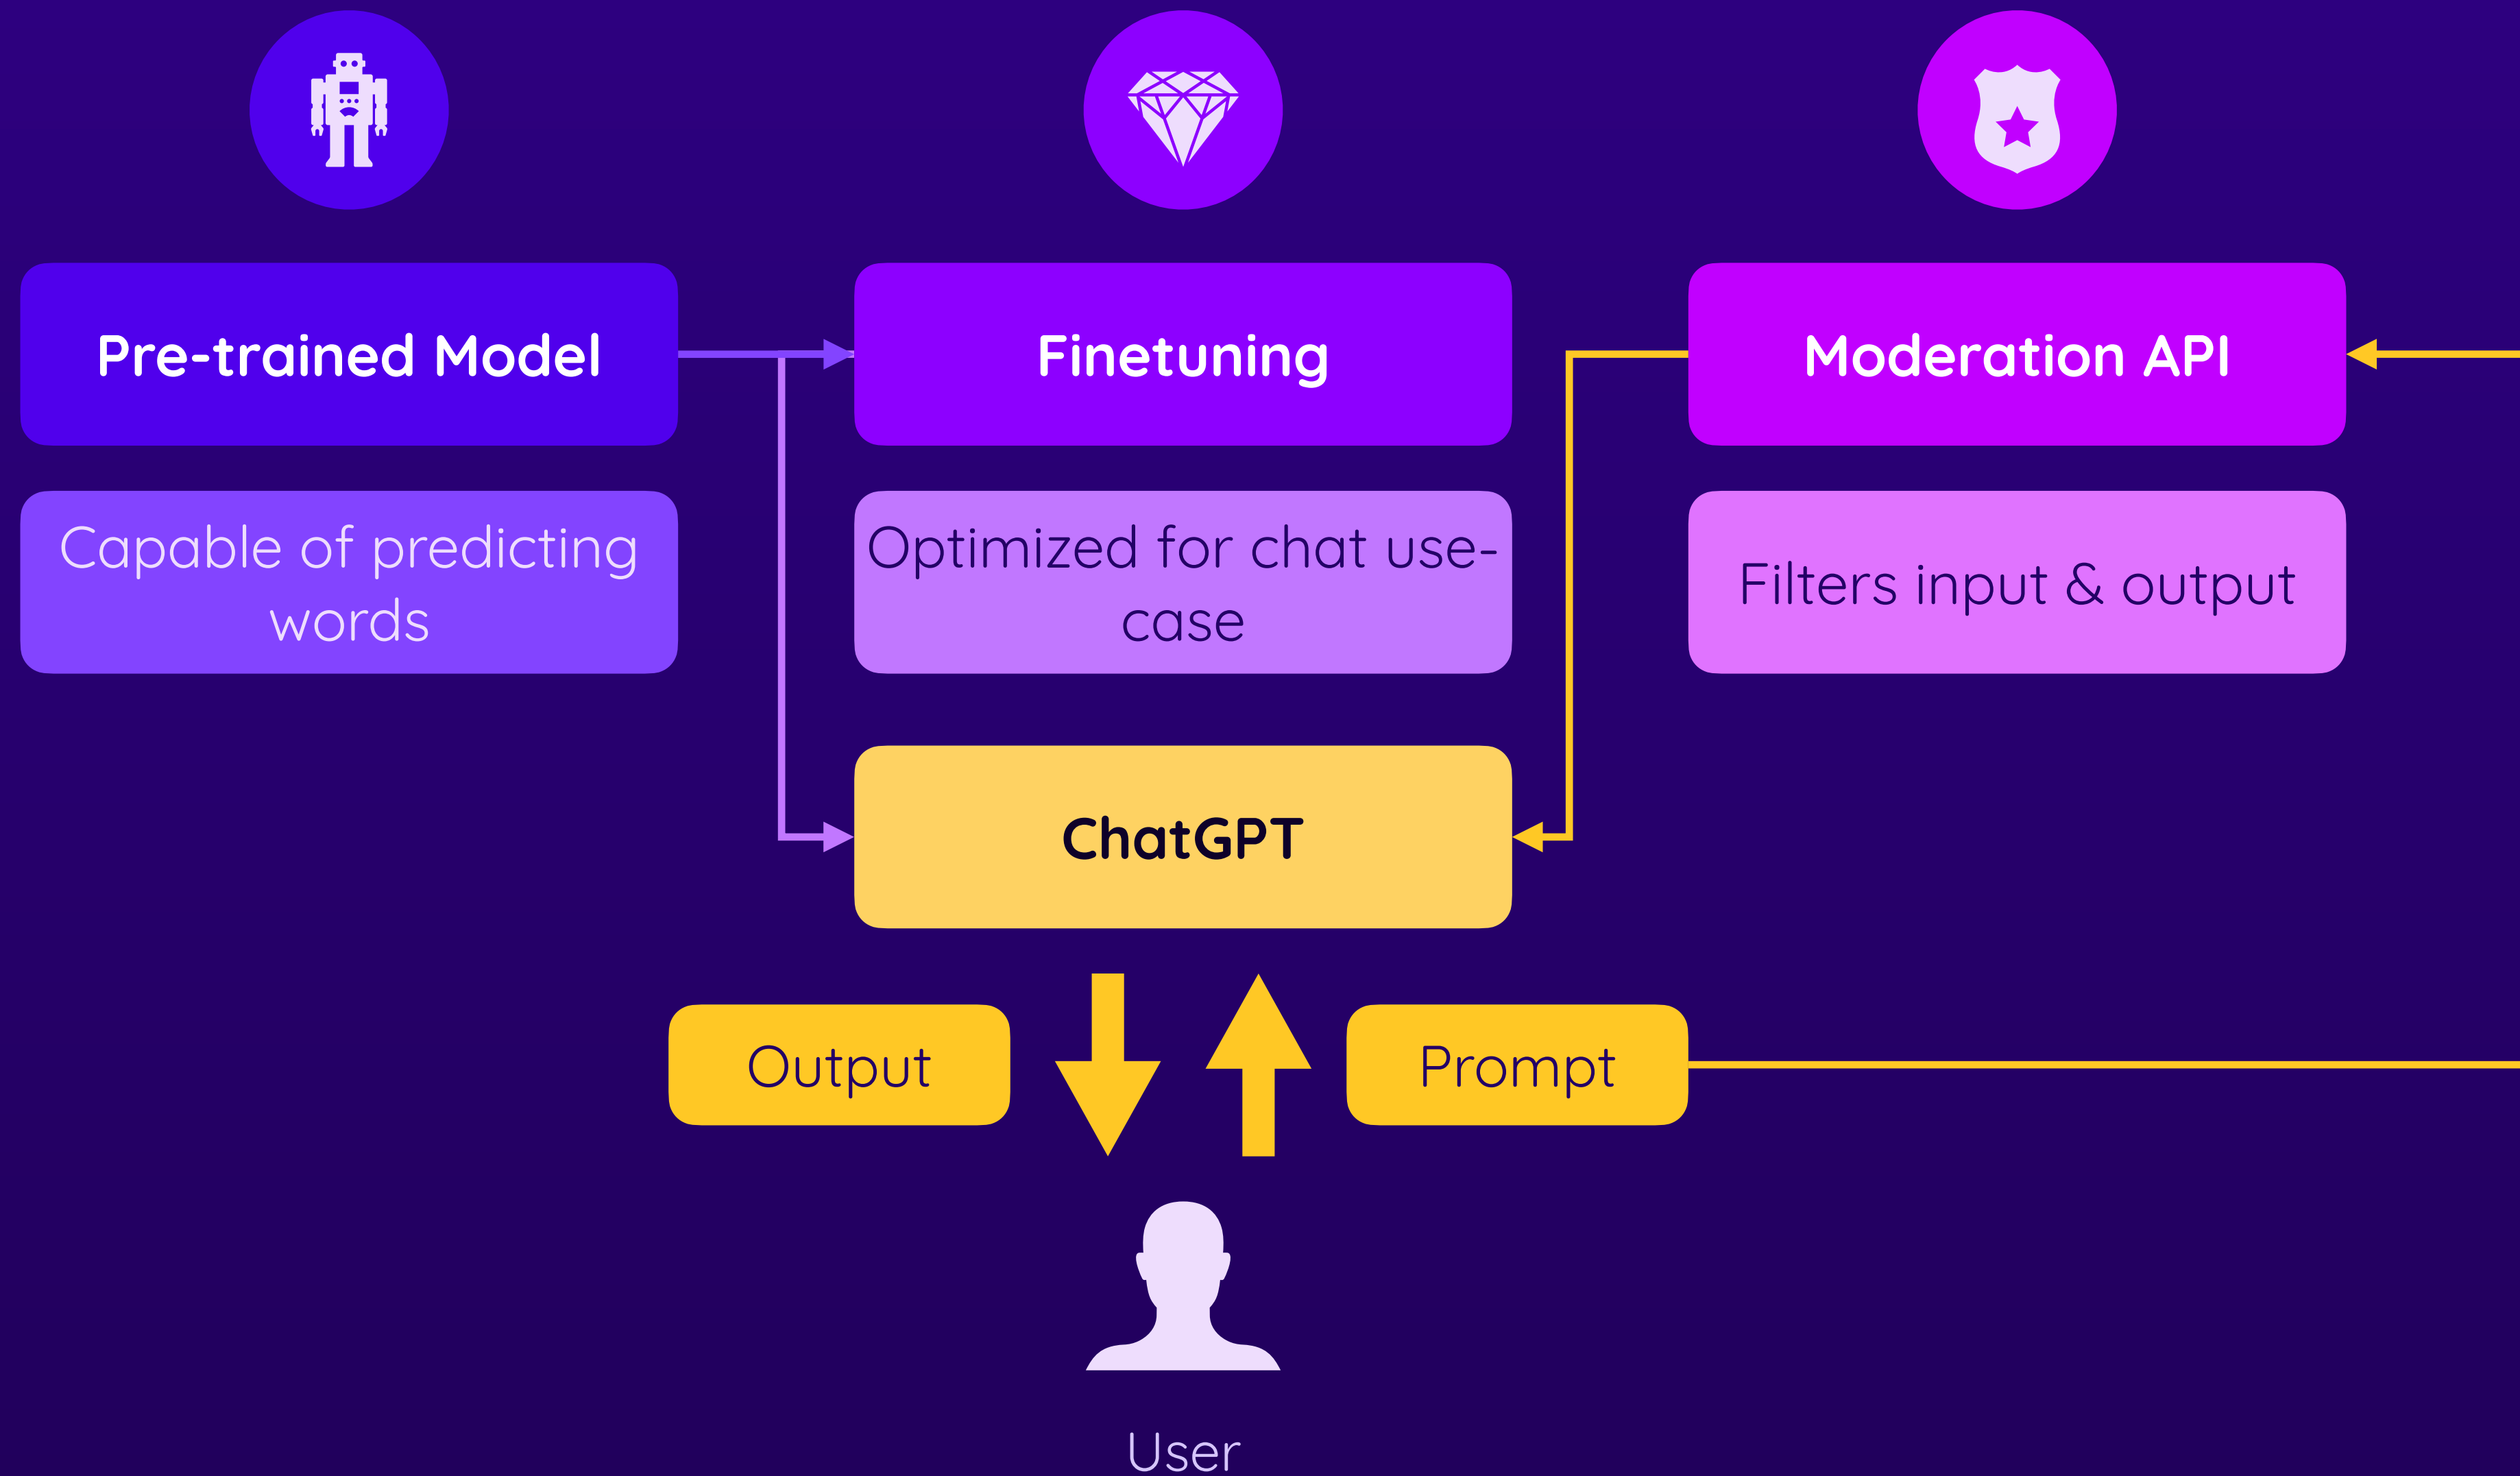 Pre-trained Model
Finetuning
Moderation API
Capable of predicting
words
Optimized for chat use-
case
Filters input & output
ChatGPT
Output
Prompt
User